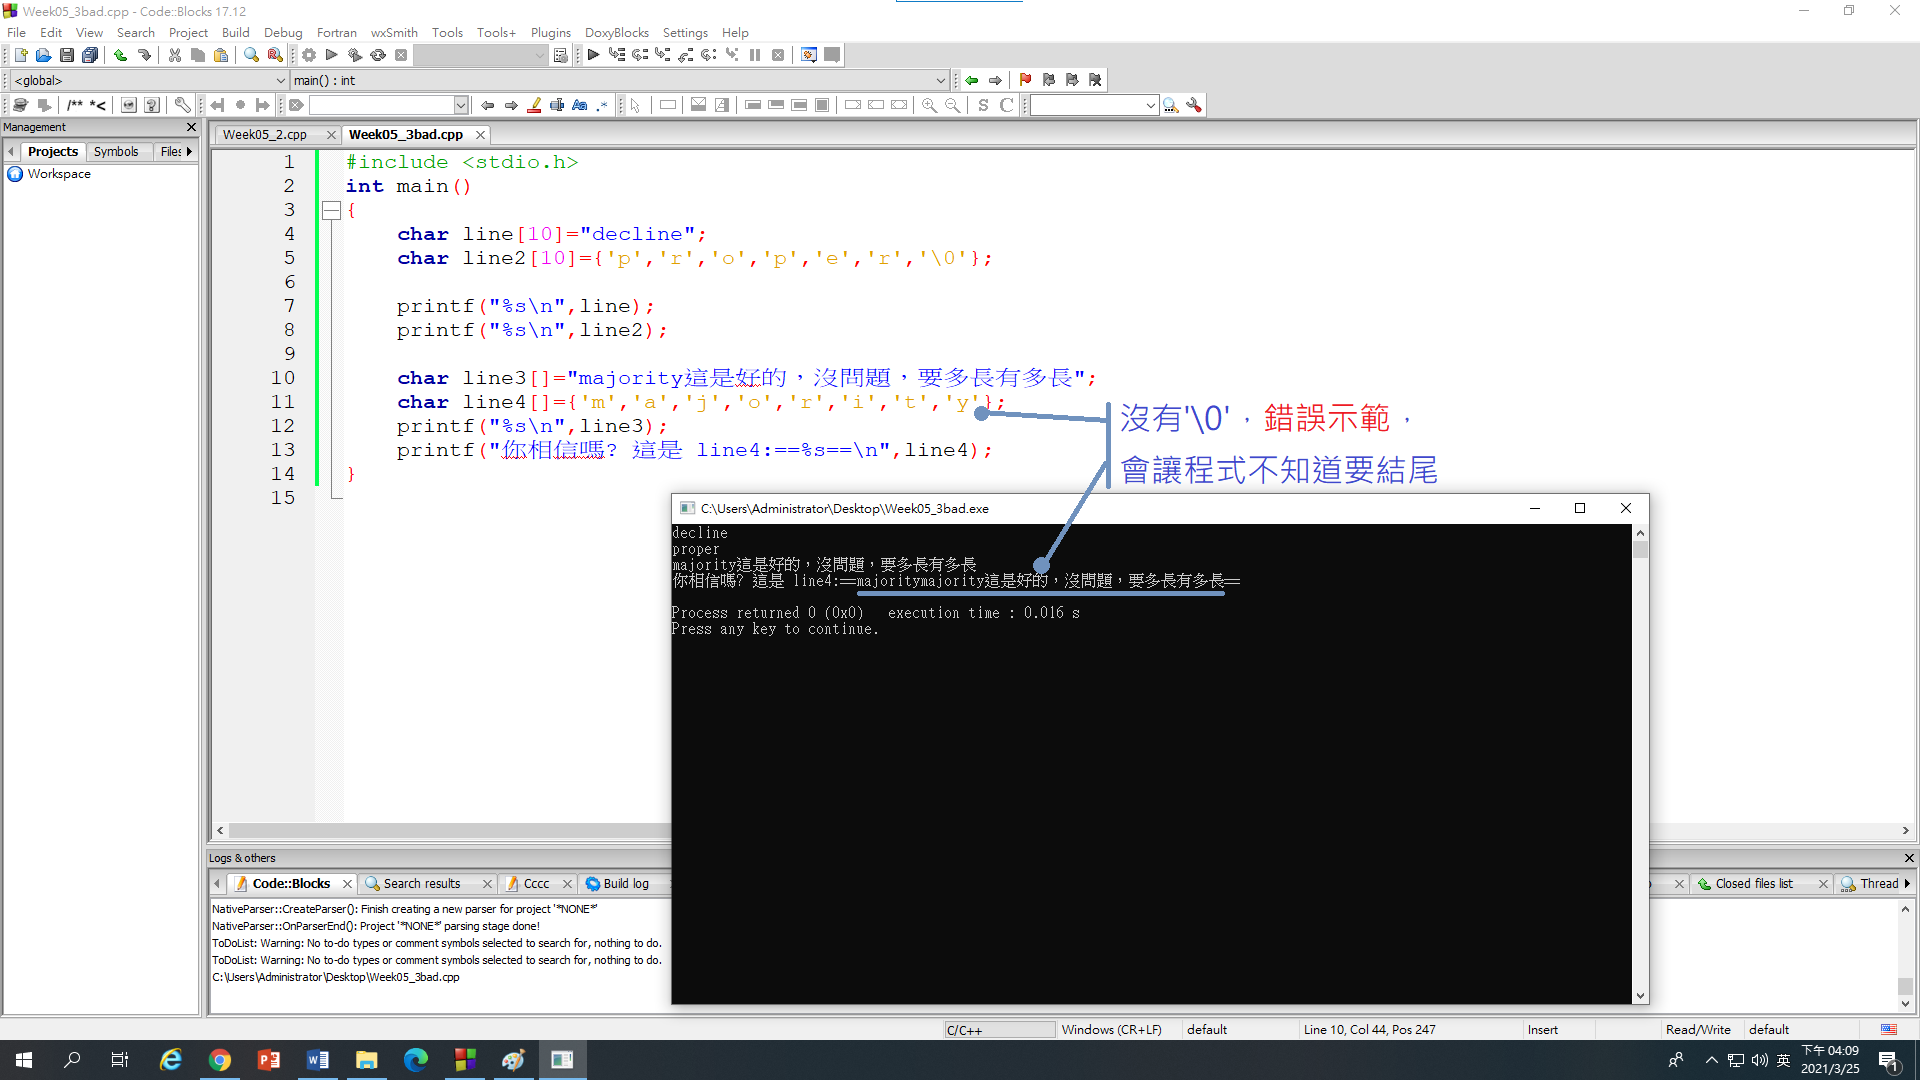 Week05_3bad.cpp - Code::Blocks 17.12
File Edit View Search Project Build Debug Fortran wxSmith Tools Tools+ Plugins DoxyBlocks Settings Help
<global> main() : int
/** *<
S C
Management
Projects Symbols Files
Workspace
Week05_2.cpp Week05_3bad.cpp
1 #include <stdio.h>
2 int main()
3 {
4 char line[10]="decline";
5 char line2[10]={'p','r','o','p','e','r','\0'};
6
7 printf("%s\n",line);
8 printf("%s\n",line2);
9
10 char line3[]="majority這是好的，沒問題，要多長有多長";
11 char line4[]={'m','a','j','o','r','i','t','y'};
12 printf("%s\n",line3);
13 printf("你相信嗎? 這是 line4:==%s==\n",line4);
14 }
15
沒有'\0'，錯誤示範，
會讓程式不知道要結尾
C:\Users\Administrator\Desktop\Week05_3bad.exe
decline
proper
majority這是好的，沒問題，要多長有多長
你相信嗎? 這是 line4:==majoritymajority這是好的，沒問題，要多長有多長==
Process returned 0 (0x0) execution time : 0.016 s
Press any key to continue.
Logs & others
Code::Blocks Search results Cccc Build log Closed files list Thread
NativeParser::CreateParser(): Finish creating a new parser for project '*NONE*'
NativeParser::OnParserEnd(): Project '*NONE*' parsing stage done!
ToDoList: Warning: No to-do types or comment symbols selected to search for, nothing to do.
ToDoList: Warning: No to-do types or comment symbols selected to search for, nothing to do.
C:\Users\Administrator\Desktop\Week05_3bad.cpp
C/C++ Windows (CR+LF) default Line 10, Col 44, Pos 247 Insert Read/Write default
英 下午 04:09
2021/3/25
1